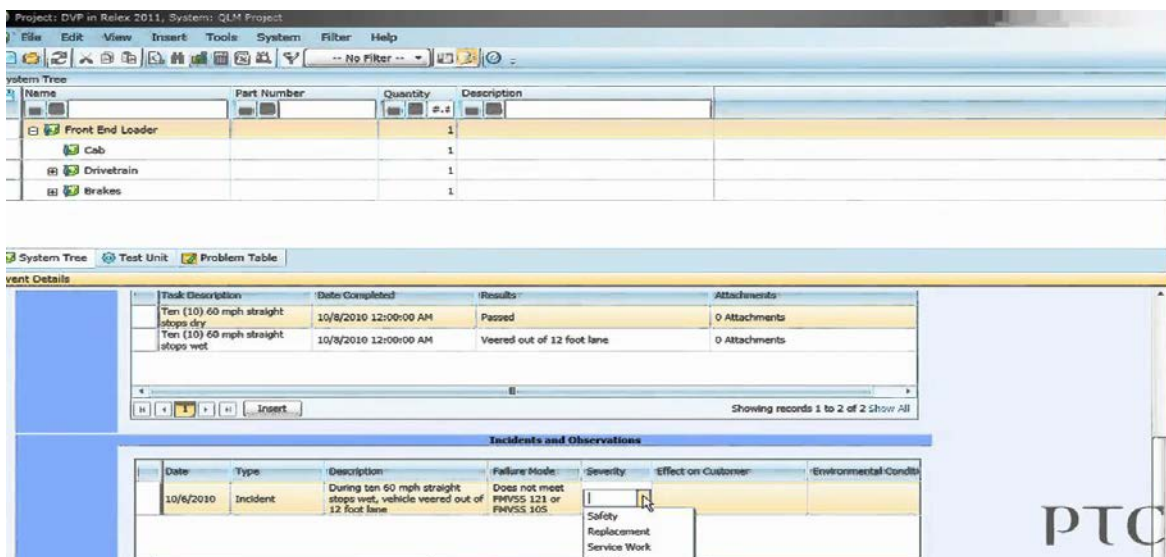 Project: DVP in Relex 2011, System: QLM Project
File Edit View Insert Tools System Filter Help
-- No Filter --
ystem Tree
Name Part Number Quantity Description
#.#
Front End Loader 1
Cab 1
Drivetrain 1
Brakes 1
System Tree Test Unit Problem Table
vent Details
Task Description Date Completed Results Attachments
Ten (10) 60 mph straight
stops dry 10/8/2010 12:00:00 AM Passed 0 Attachments
Ten (10) 60 mph straight
stops wet 10/8/2010 12:00:00 AM Veered out of 12 foot lane 0 Attachments
1 Insert Showing records 1 to 2 of 2 Show All
Incidents and Observations
Date Type Description Failure Mode Severity Effect on Customer Environmental Conditi
10/6/2010 Incident During ten 60 mph straight
stops wet, vehicle veered out of
12 foot lane
Does not meet
FMVSS 121 or
FMVSS 105
Safety
Replacement
Service Work
PTC